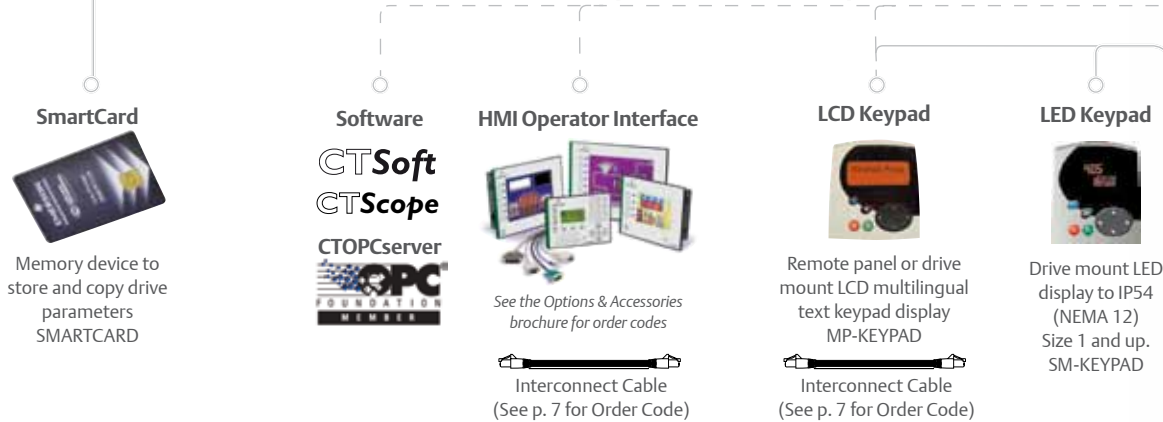 SmartCard
Memory device to
store and copy drive
parameters
SMARTCARD
Software
CTSoft
CTScope
CTOPCserver
OPC
FOUNDATION
MEMBER
HMI Operator Interface
See the Options & Accessories
brochure for order codes
Interconnect Cable
(See p. 7 for Order Code)
LCD Keypad
Remote panel or drive
mount LCD multilingual
text keypad display
MP-KEYPAD
Interconnect Cable
(See p. 7 for Order Code)
LED Keypad
Drive mount LED
display to IP54
(NEMA 12)
Size 1 and up.
SM-KEYPAD